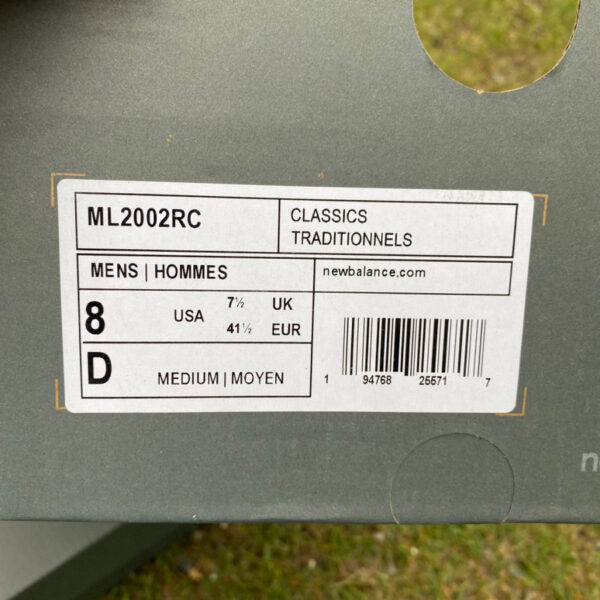 ML2002RC
CLASSICS
TRADITIONNELS
MENS | HOMMES
newbalance.com
8 USA 7½ UK
41½ EUR
D MEDIUM | MOYEN
1 94768 25571 7
n